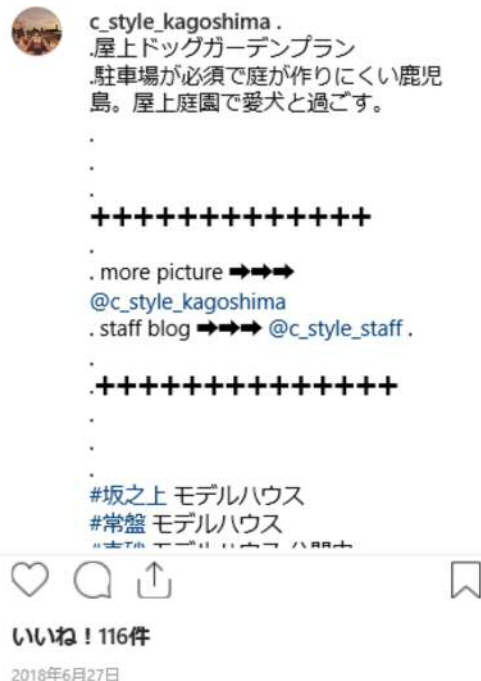 c_style_kagoshima .
.屋上ドッグガーデンプラン
.駐車場が必須で庭が作りにくい鹿児
島。屋上庭園で愛犬と過ごす。
.
.
.
+++++++++++++
.
. more picture ➡➡➡
@c_style_kagoshima
. staff blog ➡➡➡ @c_style_staff .
.
.++++++++++++++
.
.
.
#坂之上 モデルハウス
#常盤 モデルハウス
いいね！116件
2018年6月27日